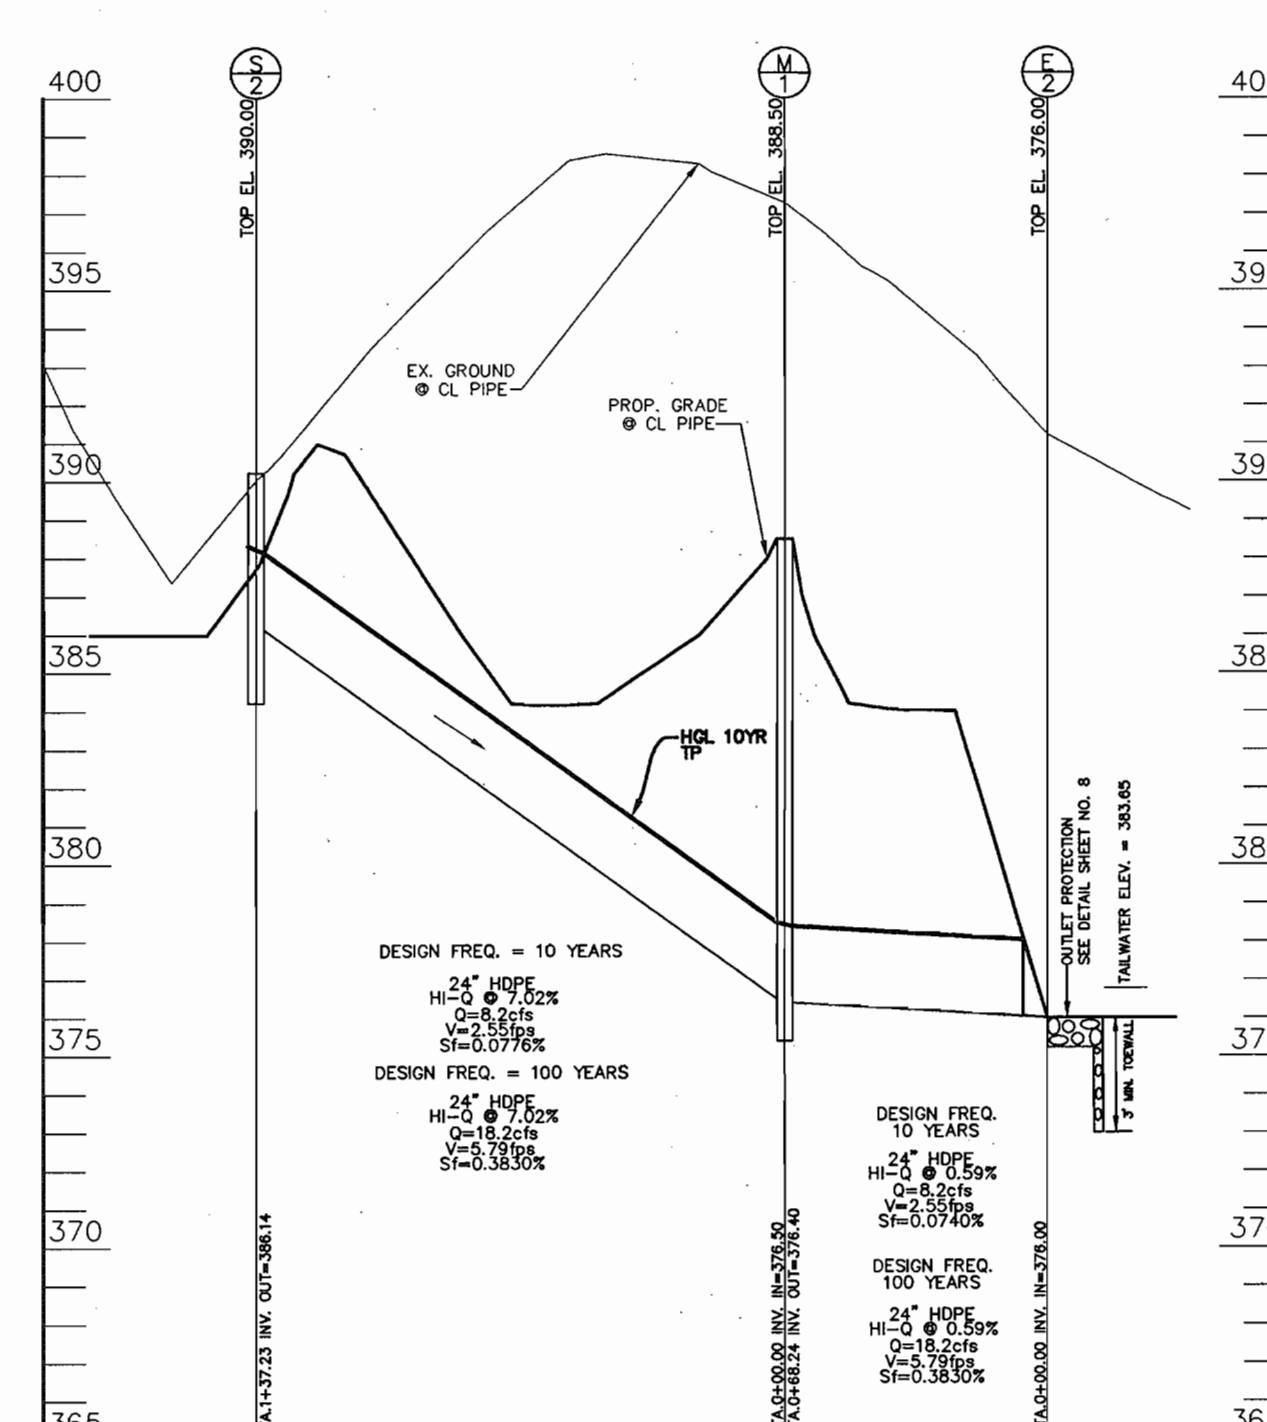 S
2
M
1
E
2
400
TOP EL. 390.00
TOP EL. 388.50
TOP EL. 376.00
40
395
39
EX. GROUND
@ CL PIPE
PROP. GRADE
@ CL PIPE
390
39
385
38
HGL 10YR
TP
380
38
OUTLET PROTECTION
SEE DETAIL SHEET NO. 8
TAILWATER ELEV. = 383.65
DESIGN FREQ. = 10 YEARS
24" HDPE
HI-Q @ 7.02%
Q=8.2cfs
V=2.55fps
Sf=0.0776%
375
37
3' MIN. TOEWALL
DESIGN FREQ. = 100 YEARS
24" HDPE
HI-Q @ 7.02%
Q=18.2cfs
V=5.79fps
Sf=0.3830%
DESIGN FREQ.
10 YEARS
24" HDPE
HI-Q @ 0.59%
Q=8.2cfs
V=2.55fps
Sf=0.0740%
370
37
DESIGN FREQ.
100 YEARS
24" HDPE
HI-Q @ 0.59%
Q=18.2cfs
V=5.79fps
Sf=0.3830%
A.1+37.23 INV. OUT=386.14
TA.0+00.00 INV. IN=376.50
TA.0+68.24 INV. OUT=376.40
TA.0+00.00 INV. IN=376.00
365
36